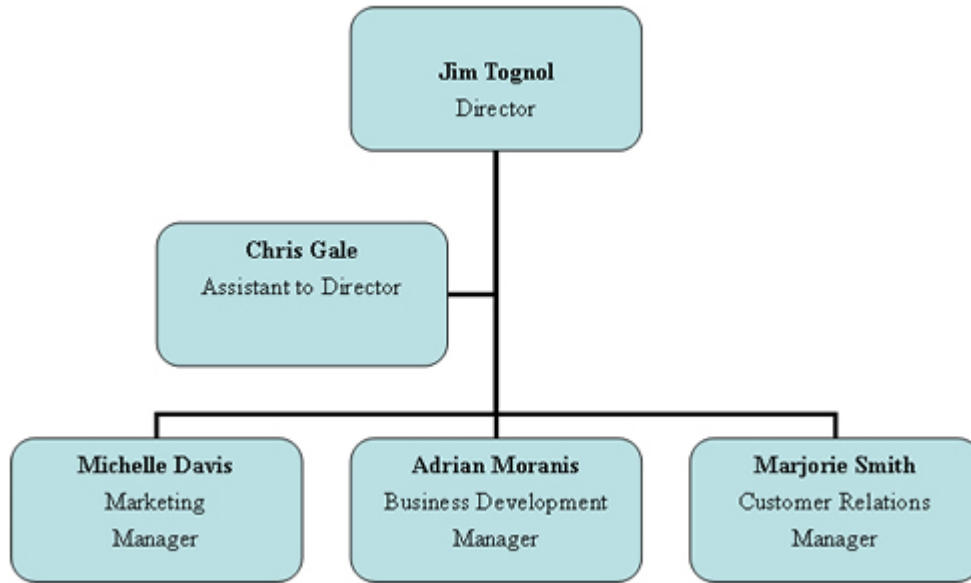 Jim Tognol
Director
Chris Gale
Assistant to Director
Michelle Davis
Marketing
Manager
Adrian Moranis
Business Development
Manager
Marjorie Smith
Customer Relations
Manager